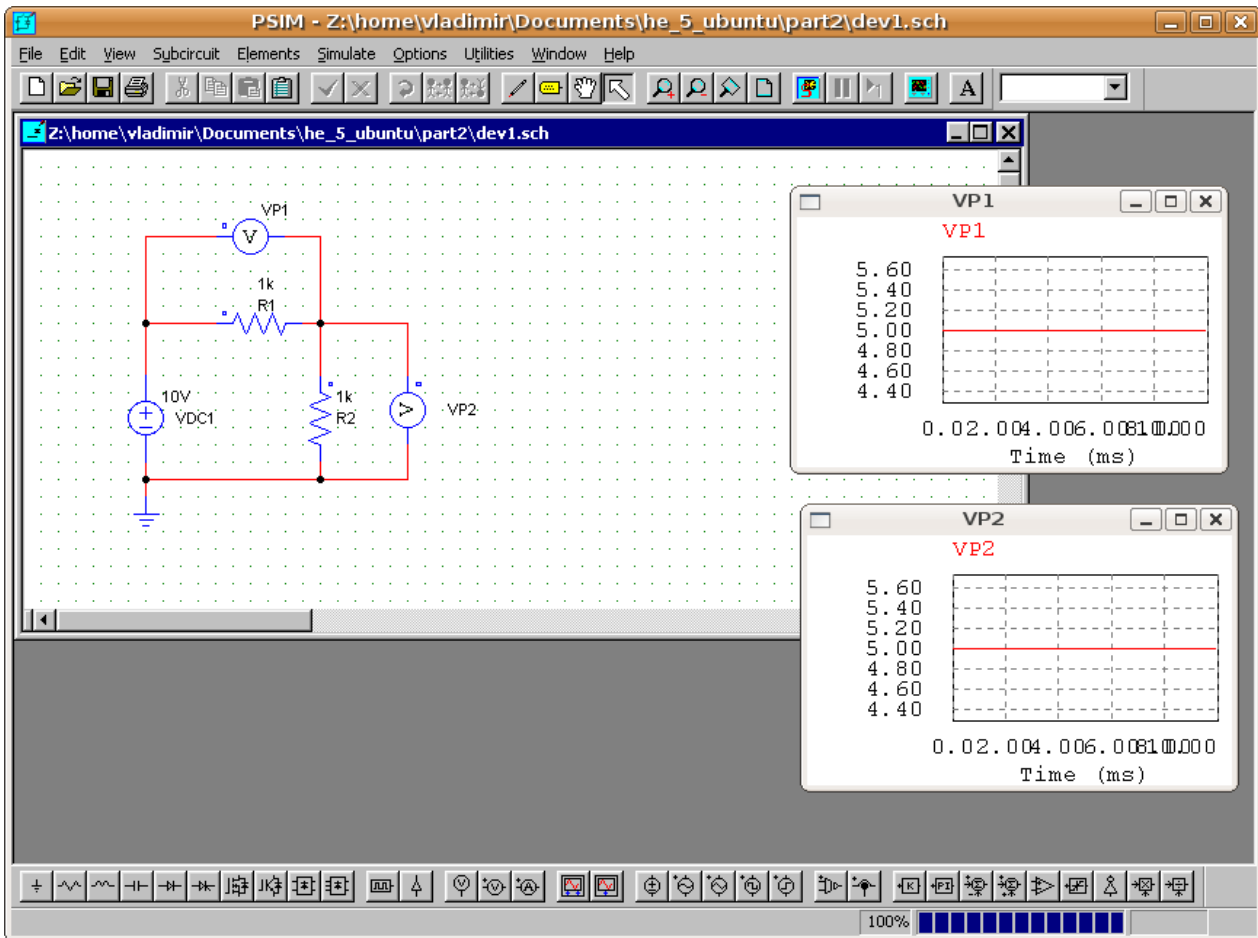 PSIM - Z:\home\vladimir\Documents\he_5_ubuntu\part2\dev1.sch
File Edit View Subcircuit Elements Simulate Options Utilities Window Help
A
Z:\home\vladimir\Documents\he_5_ubuntu\part2\dev1.sch
VP1
V
1k
R1
10V
VDC1
1k
R2
V
VP2
VP1
VP1
5.60
5.40
5.20
5.00
4.80
4.60
4.40
Time (ms)
VP2
VP2
5.60
5.40
5.20
5.00
4.80
4.60
4.40
Time (ms)
K PI
100%